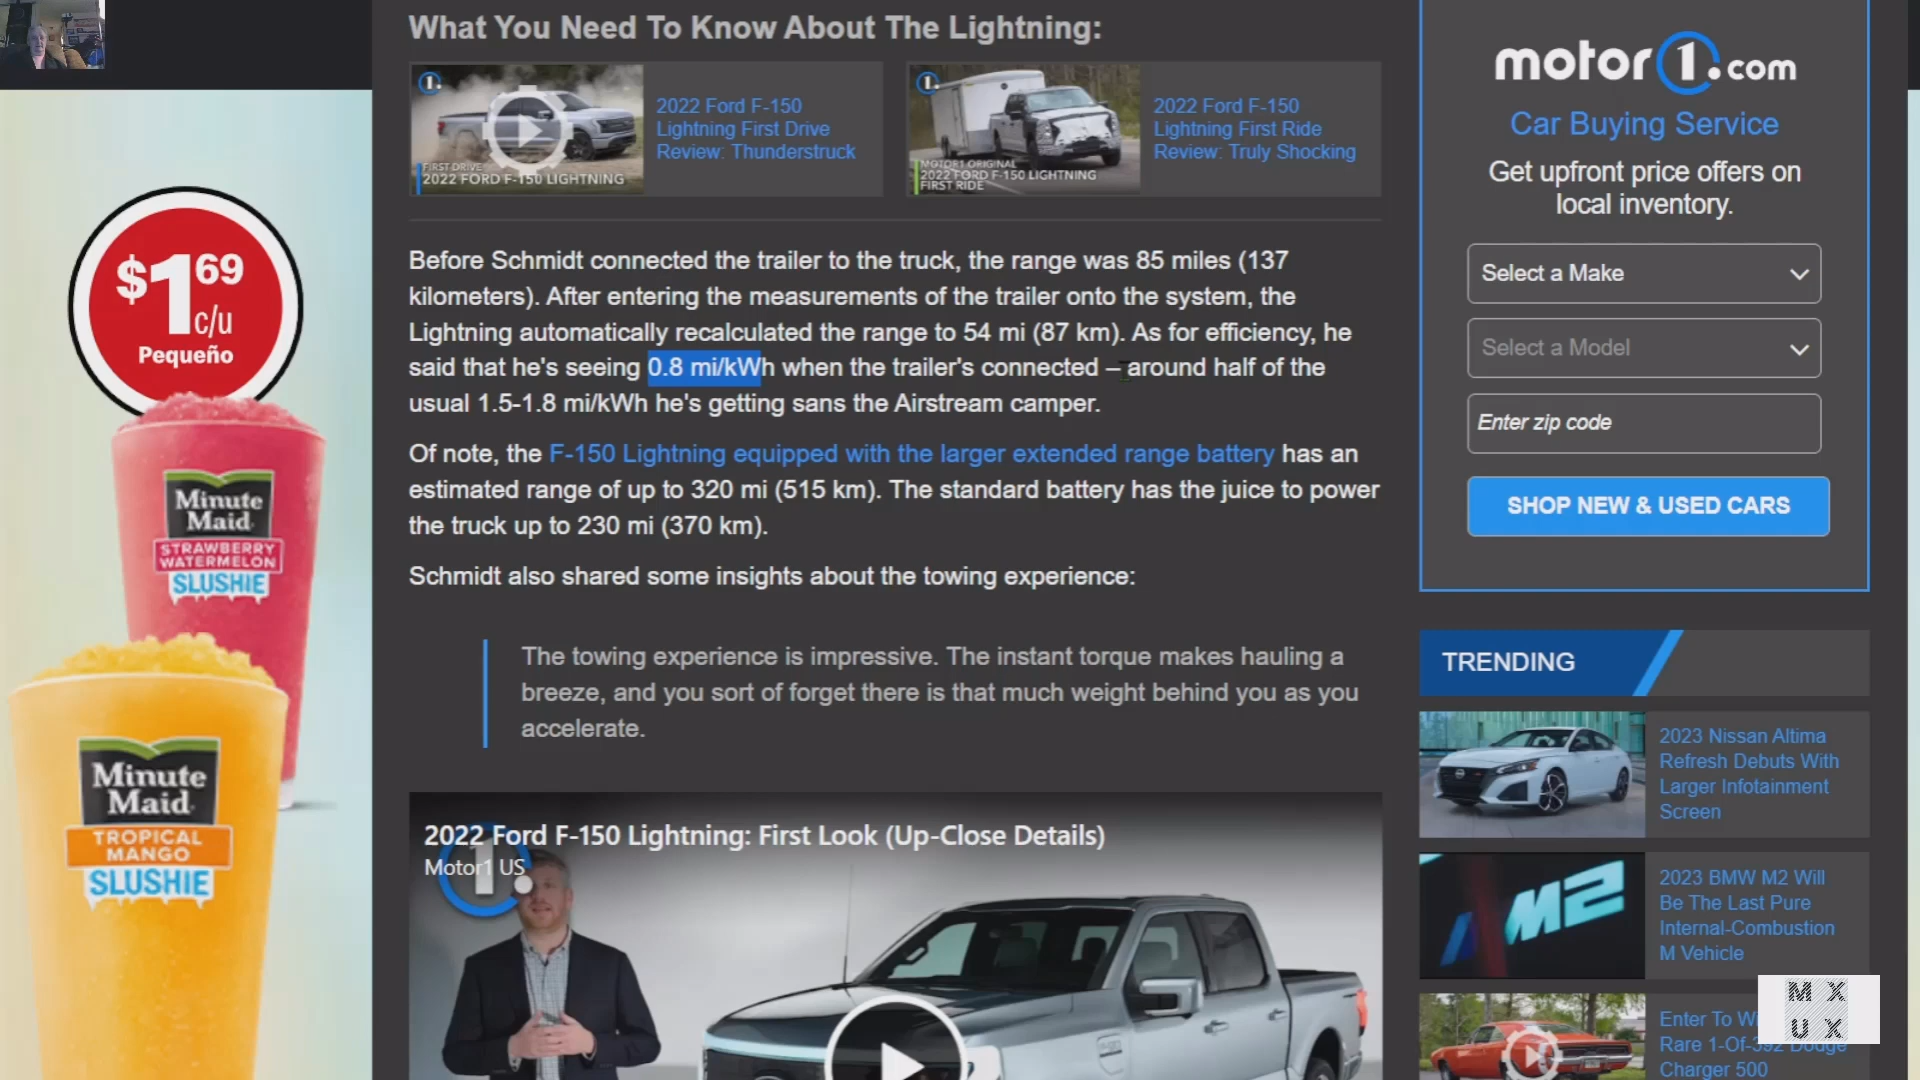 What You Need To Know About The Lightning:
FIRST DRIVE
2022 FORD F-150 LIGHTNING
2022 Ford F-150
Lightning First Drive
Review: Thunderstruck
MOTOR1 ORIGINAL
2022 FORD F-150 LIGHTNING
FIRST RIDE
2022 Ford F-150
Lightning First Ride
Review: Truly Shocking
Before Schmidt connected the trailer to the truck, the range was 85 miles (137
kilometers). After entering the measurements of the trailer onto the system, the
Lightning automatically recalculated the range to 54 mi (87 km). As for efficiency, he
said that he's seeing 0.8 mi/kWh when the trailer's connected – around half of the
usual 1.5-1.8 mi/kWh he's getting sans the Airstream camper.
Of note, the F-150 Lightning equipped with the larger extended range battery has an
estimated range of up to 320 mi (515 km). The standard battery has the juice to power
the truck up to 230 mi (370 km).
Schmidt also shared some insights about the towing experience:
The towing experience is impressive. The instant torque makes hauling a
breeze, and you sort of forget there is that much weight behind you as you
accelerate.
2022 Ford F-150 Lightning: First Look (Up-Close Details)
Motor1 US
$1 69
c/u
Pequeño
Minute
Maid
STRAWBERRY
WATERMELON
SLUSHIE
Minute
Maid
TROPICAL
MANGO
SLUSHIE
motor1.com
Car Buying Service
Get upfront price offers on
local inventory.
Select a Make
Select a Model
Enter zip code
SHOP NEW & USED CARS
TRENDING
2023 Nissan Altima
Refresh Debuts With
Larger Infotainment
Screen
M2
2023 BMW M2 Will
Be The Last Pure
Internal-Combustion
M Vehicle
Enter To
Rare 1-Of-392 Dodge
Charger 500
M X
U X